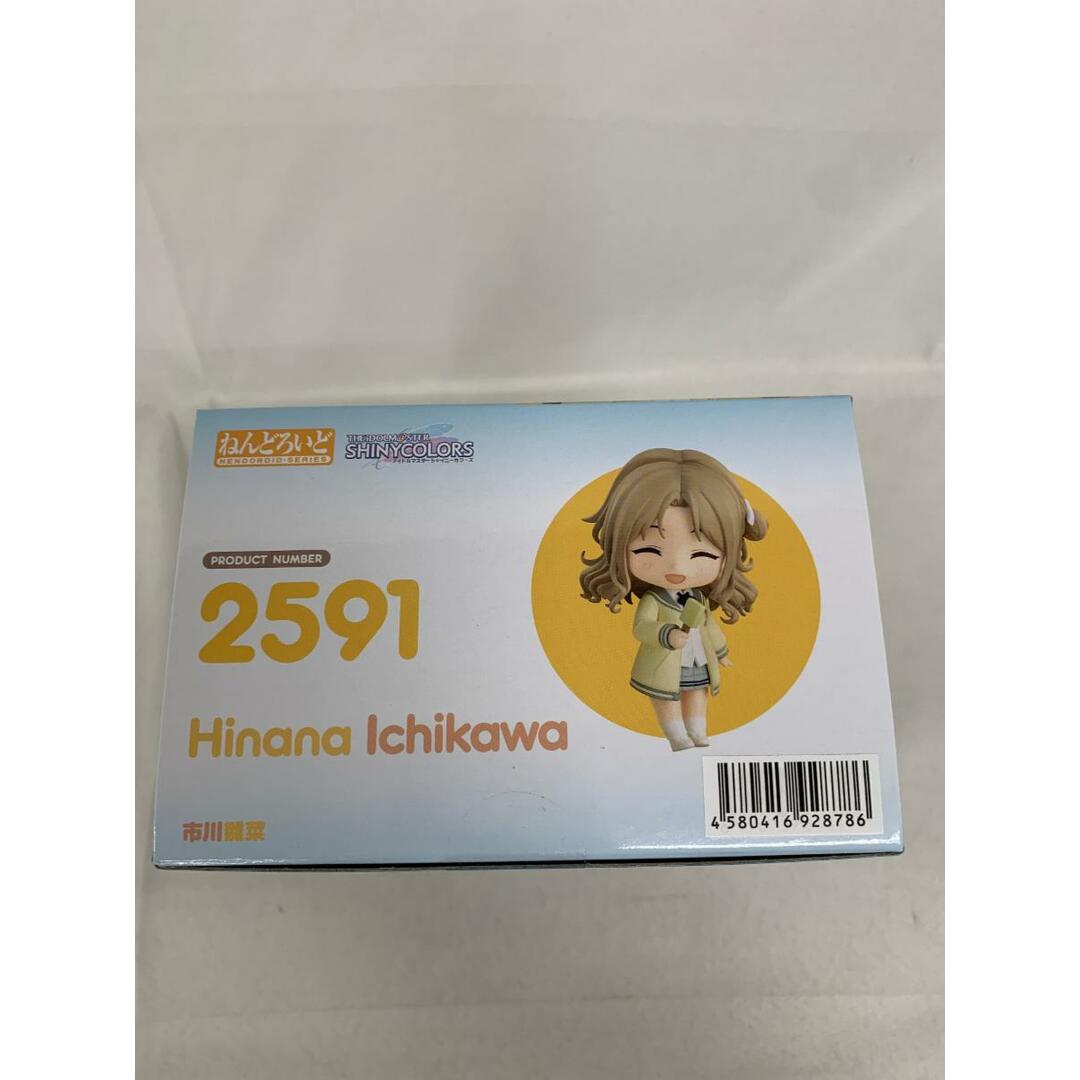 ねんどろいど
NENDOROID・SERIES
THE iDOLM@STER
SHINYCOLORS
アイドルマスターシャイニーカラーズ
PRODUCT NUMBER
2591
Hinana Ichikawa
市川雛菜
4 580416 928786